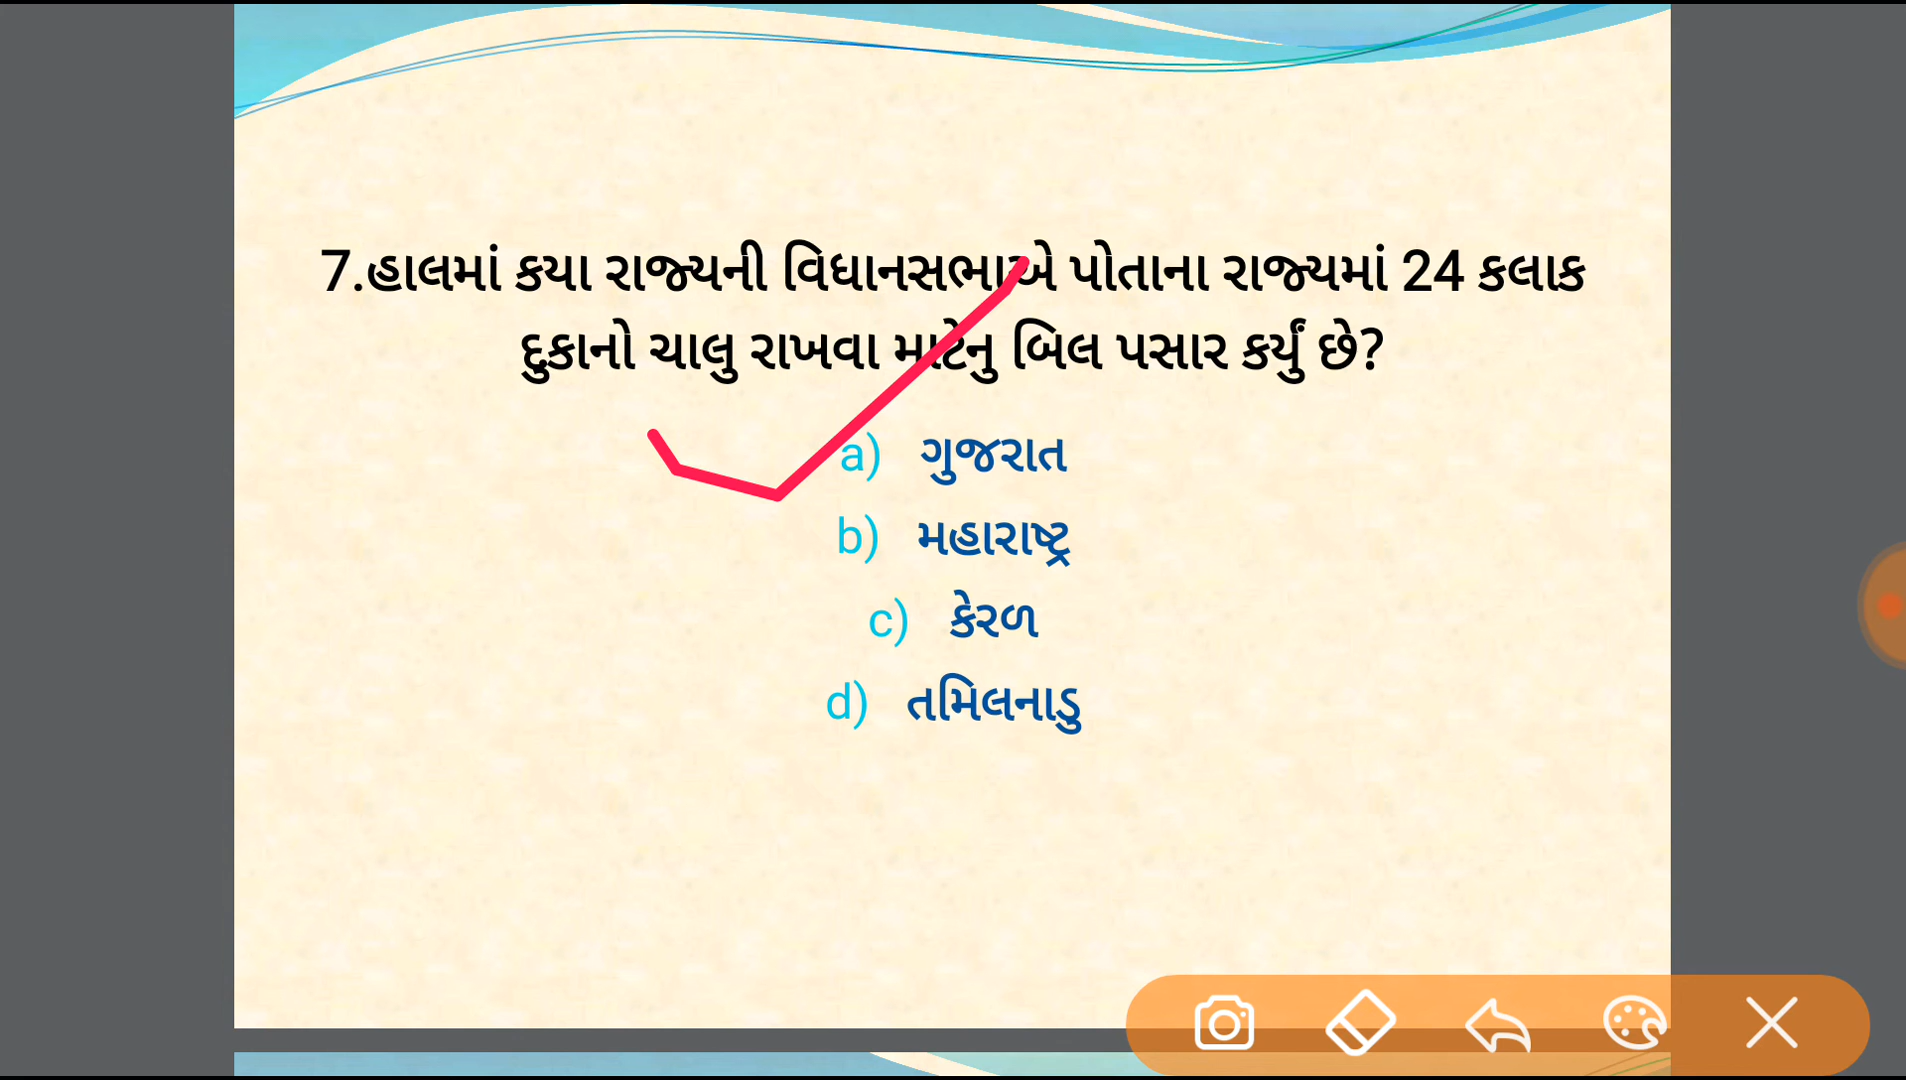 7.હાલમાં કયા રાજ્યની વિધાનસભાએ પોતાના રાજ્યમાં 24 કલાક
દુકાનો ચાલુ રાખવા માટેનુ બિલ પસાર કર્યું છે?
a) ગુજરાત
b) મહારાષ્ટ્ર
c) કેરળ
d) તમિલનાડુ